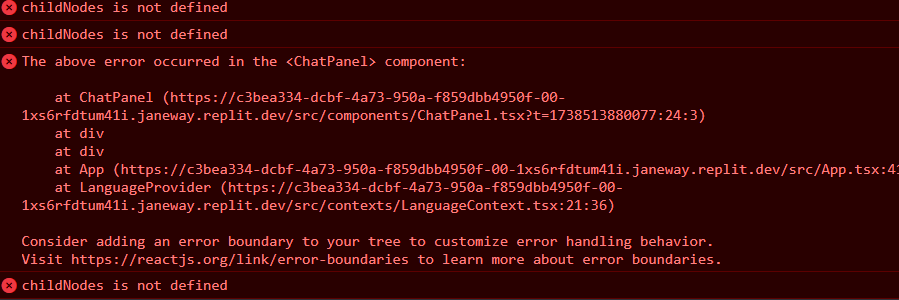 childNodes is not defined
childNodes is not defined
The above error occurred in the <ChatPanel> component:
at ChatPanel (https://c3bea334-dcbf-4a73-950a-f859dbb4950f-00-
1xs6rfdtum41i.janeway.replit.dev/src/components/ChatPanel.tsx?t=1738513880077:24:3)
at div
at div
at App (https://c3bea334-dcbf-4a73-950a-f859dbb4950f-00-1xs6rfdtum41i.janeway.replit.dev/src/App.tsx:41
at LanguageProvider (https://c3bea334-dcbf-4a73-950a-f859dbb4950f-00-
1xs6rfdtum41i.janeway.replit.dev/src/contexts/LanguageContext.tsx:21:36)
Consider adding an error boundary to your tree to customize error handling behavior.
Visit https://reactjs.org/link/error-boundaries to learn more about error boundaries.
childNodes is not defined